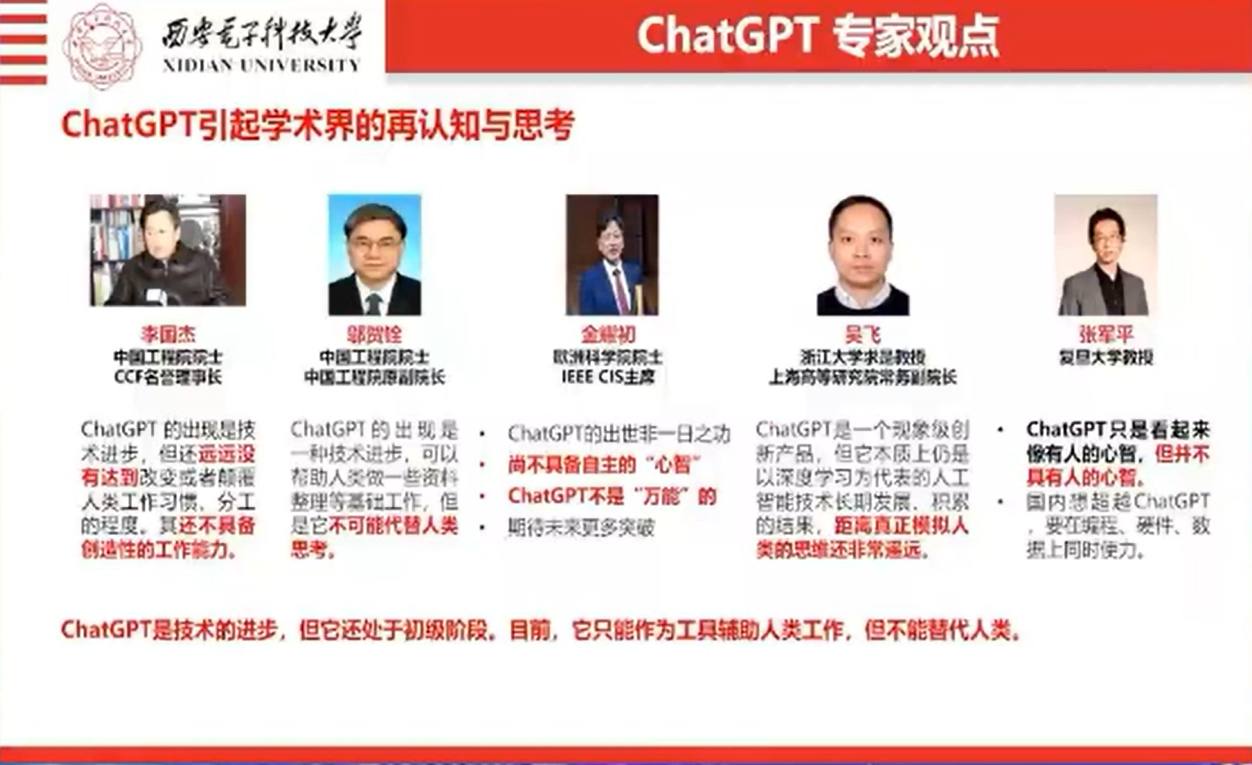 西安电子科技大学
XIDIAN UNIVERSITY
ChatGPT 专家观点
ChatGPT引起学术界的再认知与思考
李国杰
中国工程院院士
CCF名誉理事长
ChatGPT 的出现是技
术进步，但还远远没
有达到改变或者颠覆
人类工作习惯、分工
的程度。其还不具备
创造性的工作能力。
邬贺铨
中国工程院院士
中国工程院原副院长
ChatGPT 的出现是
一种技术进步，可以
帮助人类做一些资料
整理等基础工作，但
是它不可能代替人类
思考。
金耀初
欧洲科学院院士
IEEE CIS主席
• ChatGPT的出世非一日之功
• 尚不具备自主的“心智”
• ChatGPT不是“万能”的
• 期待未来更多突破
吴飞
浙江大学求是教授
上海高等研究院常务副院长
ChatGPT是一个现象级创
新产品，但它本质上仍是
以深度学习为代表的人工
智能技术长期发展、积累
的结果，距离真正模拟人
类的思维还非常遥远。
张军平
复旦大学教授
• ChatGPT只是看起来
像有人的心智，但并不
具有人的心智。
• 国内想超越ChatGPT
，要在编程、硬件、数
据上同时使力。
ChatGPT是技术的进步，但它还处于初级阶段。目前，它只能作为工具辅助人类工作，但不能替代人类。